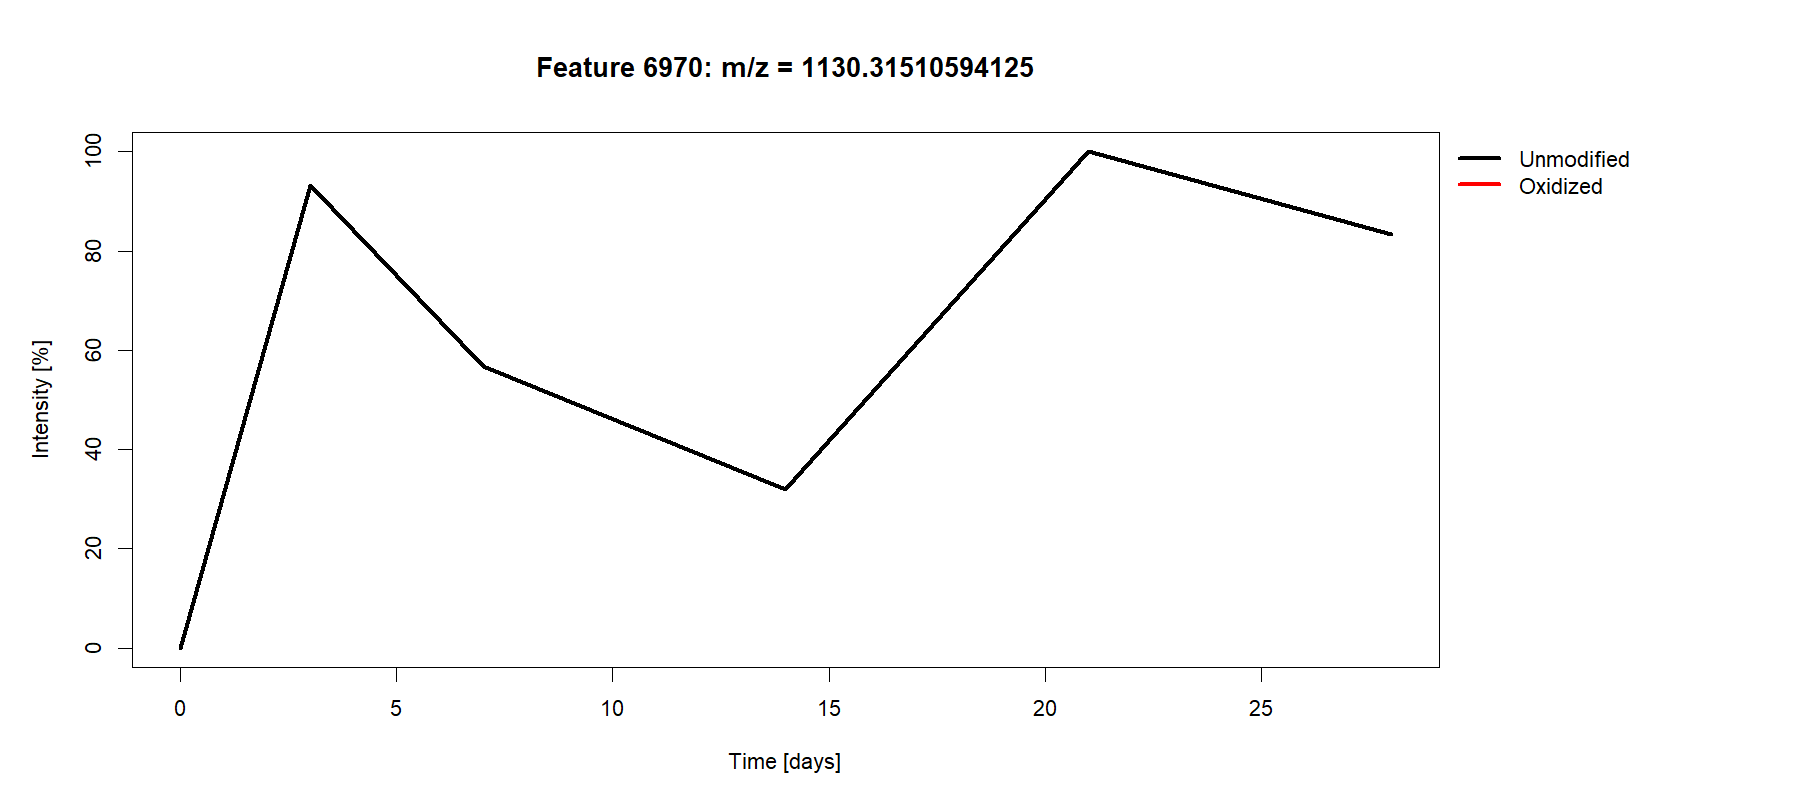 Feature 6970: m/z = 1130.31510594125
Unmodified
Oxidized
Intensity [%]
100
80
60
40
20
0
0 5 10 15 20 25
Time [days]